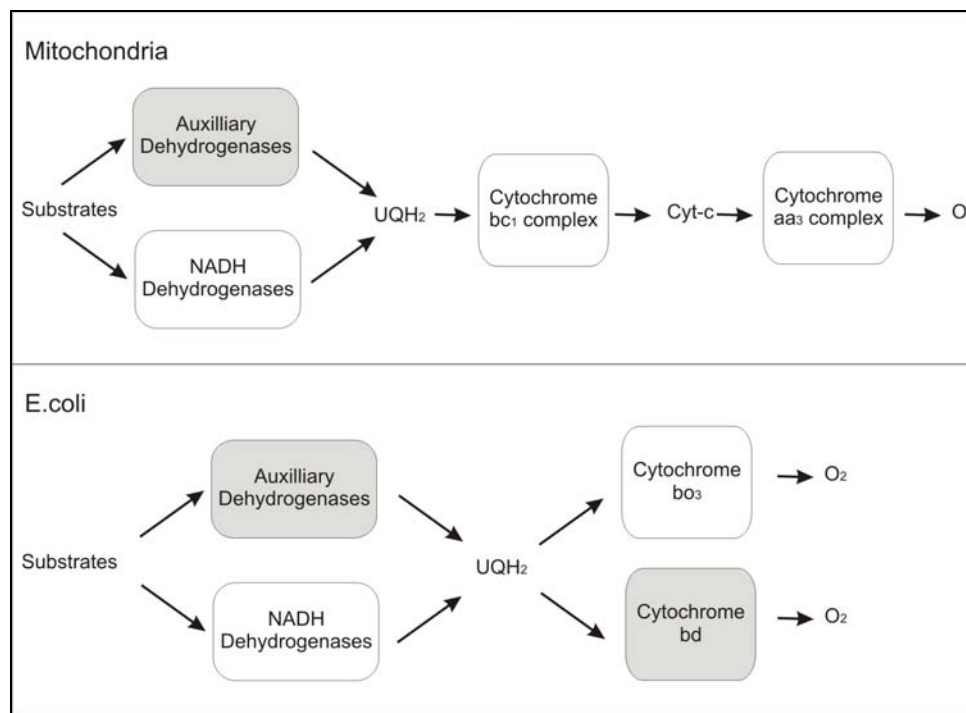 Mitochondria
Auxilliary
Dehydrogenases
Substrates
NADH
Dehydrogenases
UQH₂
Cytochrome
bc₁ complex
Cyt-c
Cytochrome
aa₃ complex
O
E.coli
Auxilliary
Dehydrogenases
Substrates
NADH
Dehydrogenases
UQH₂
Cytochrome
bo₃
O₂
Cytochrome
bd
O₂